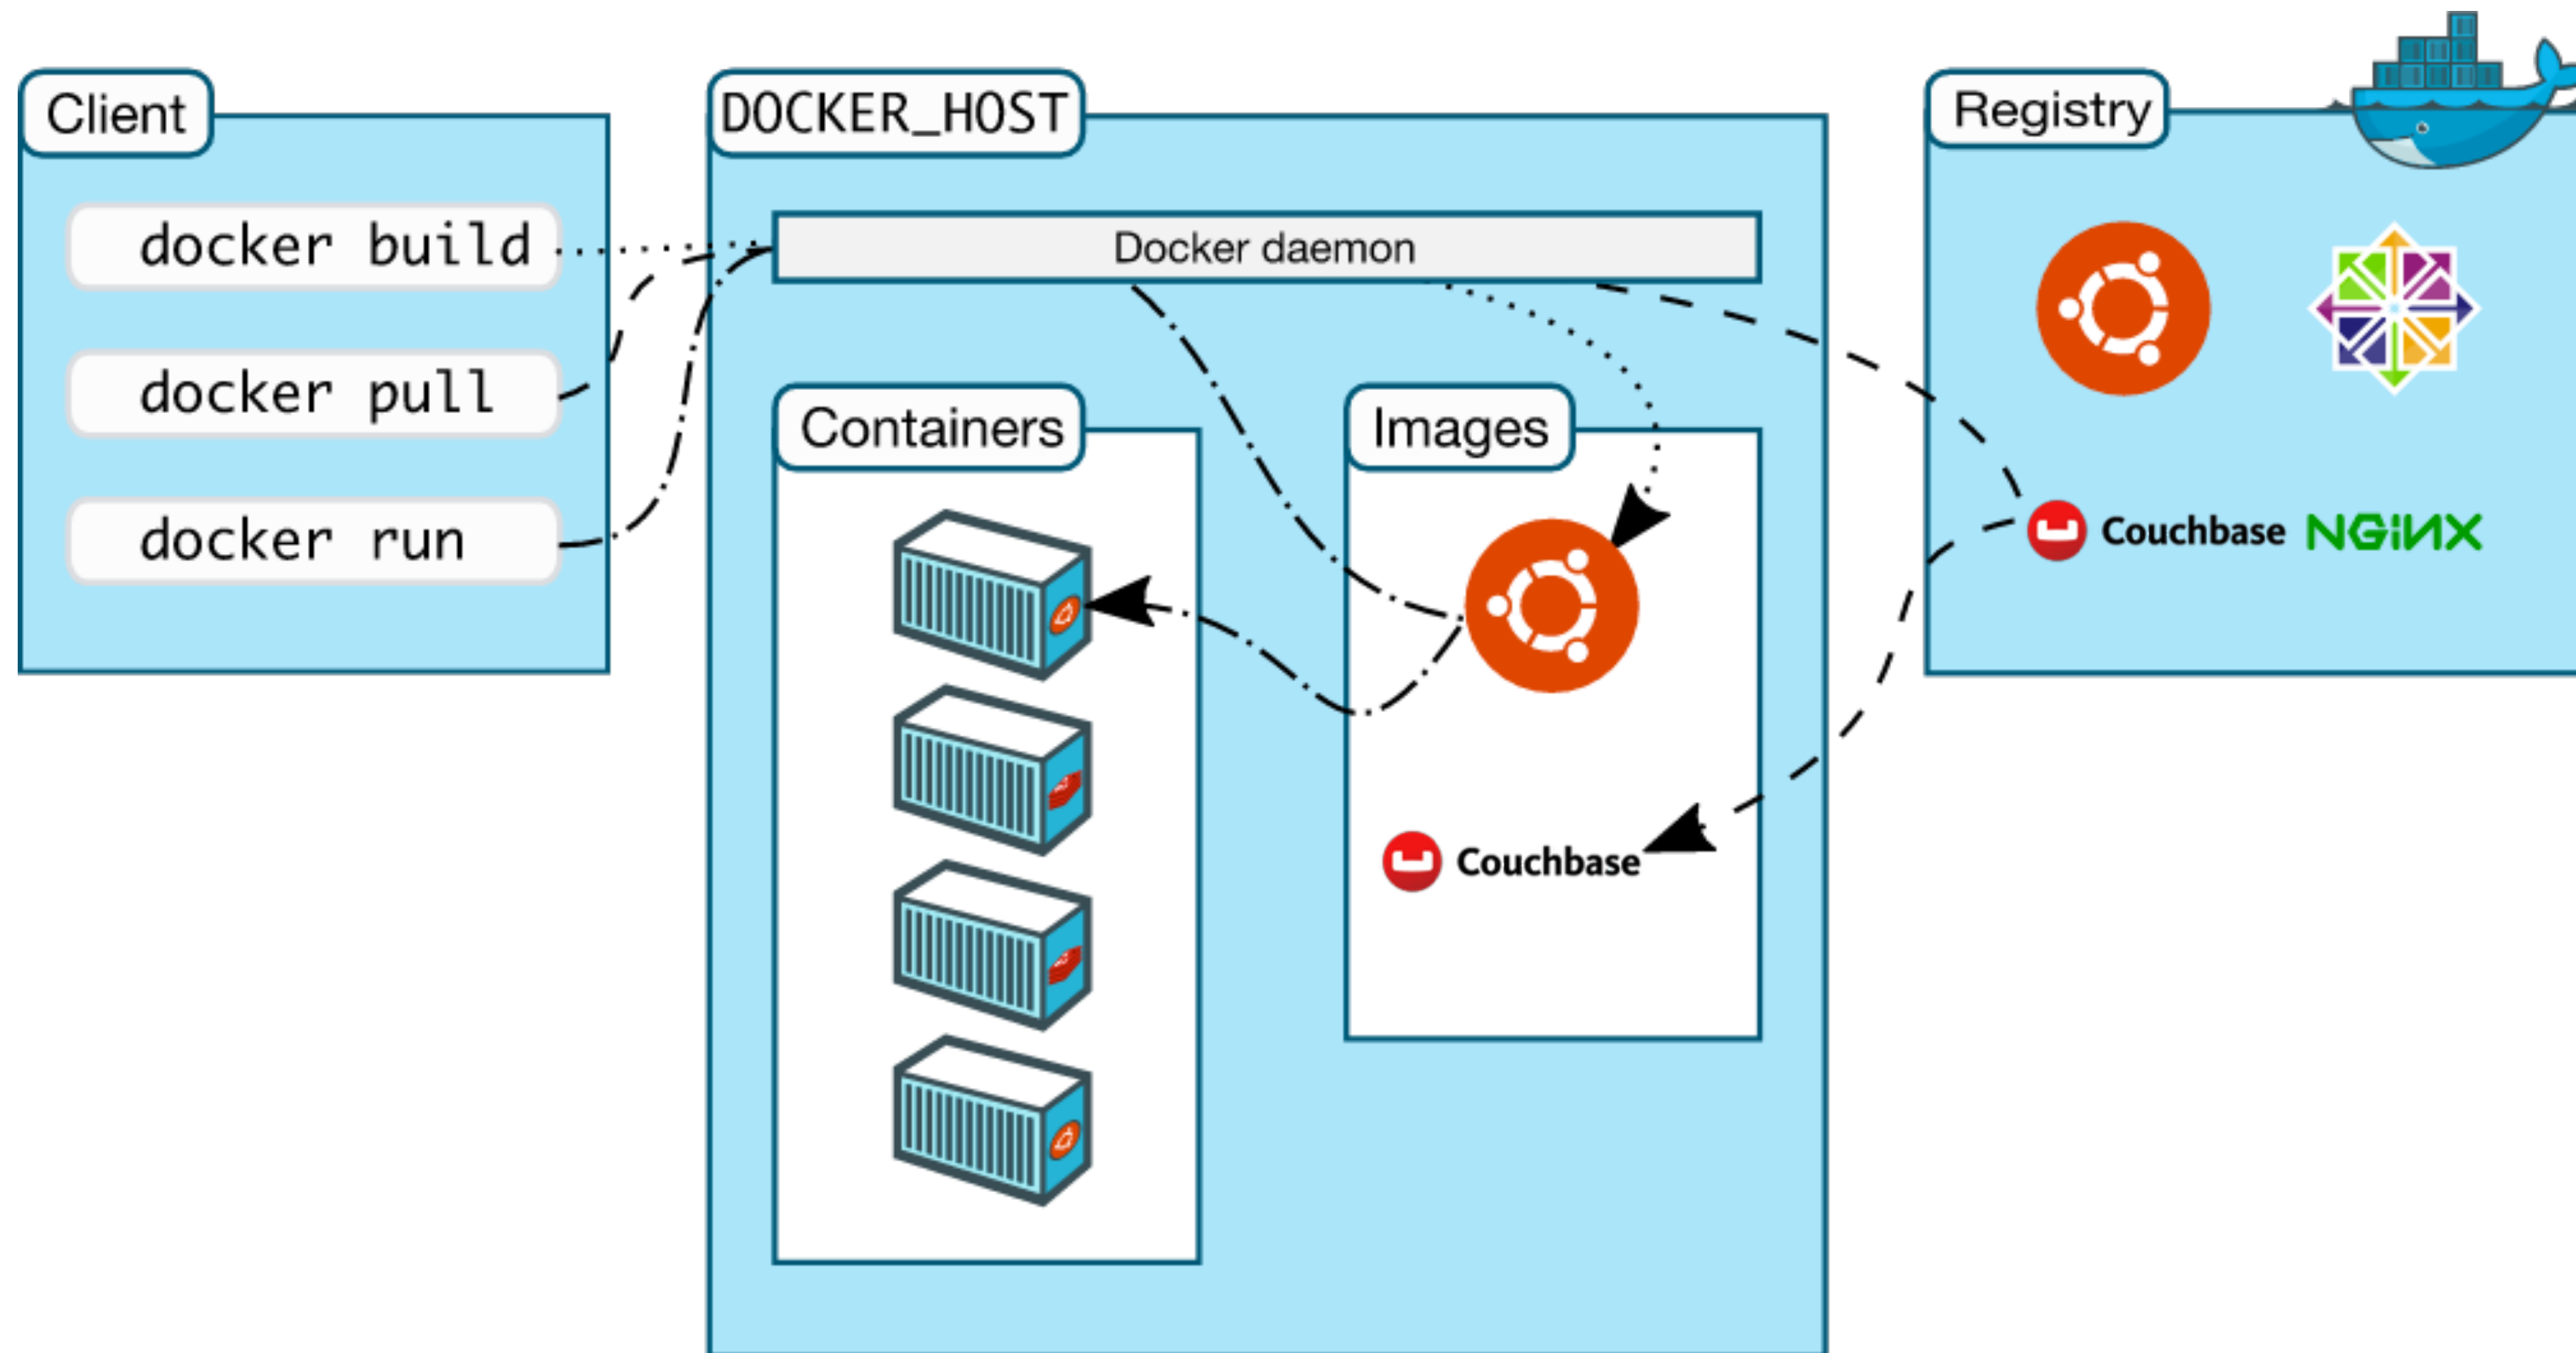 Client
docker build
docker pull
docker run
DOCKER_HOST
Docker daemon
Containers
Images
Couchbase
Registry
Couchbase
NGiNX